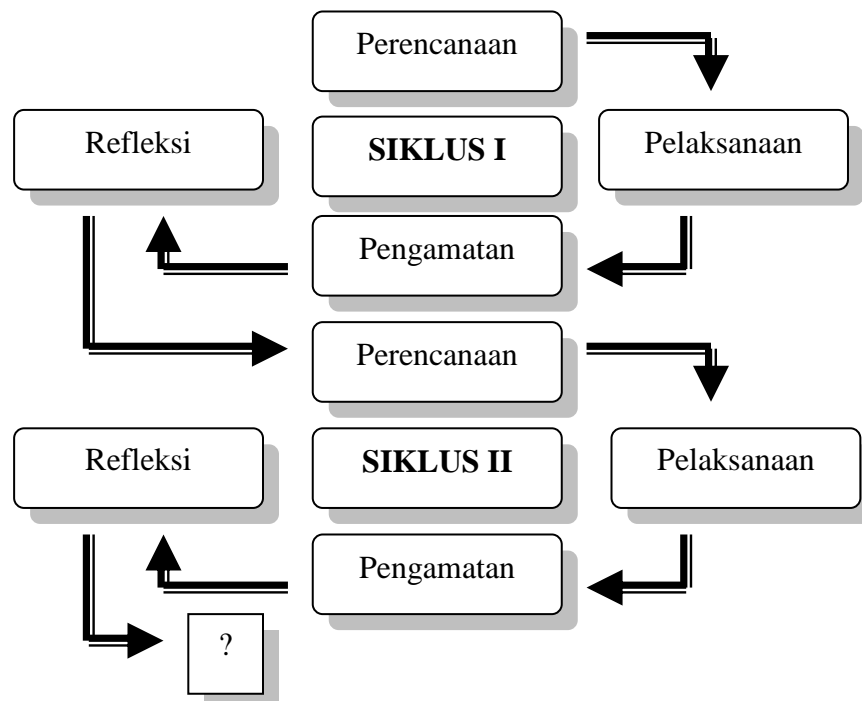 Perencanaan
Refleksi
SIKLUS I
Pelaksanaan
Pengamatan
Perencanaan
Refleksi
SIKLUS II
Pelaksanaan
Pengamatan
?